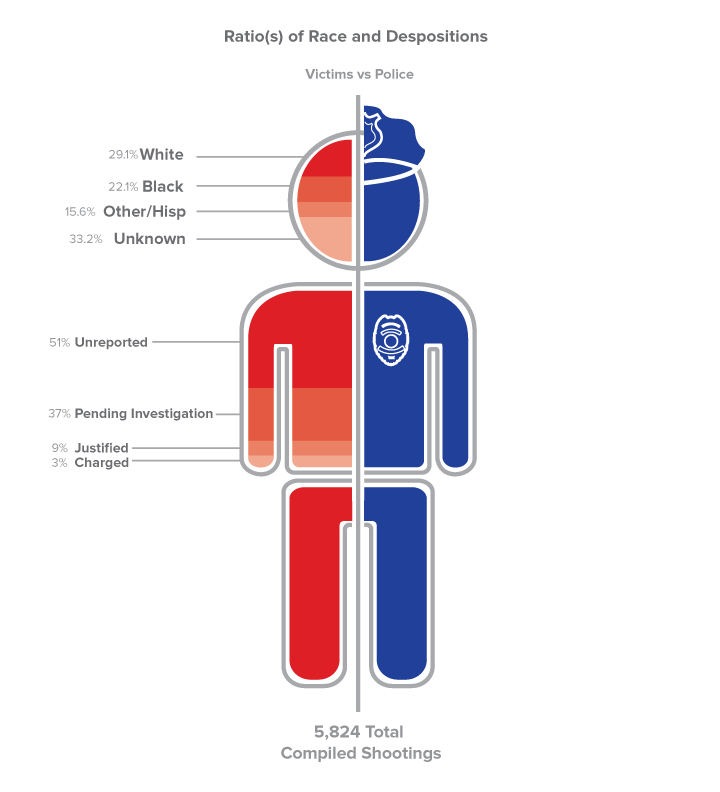 Ratio(s) of Race and Despositions
Victims vs Police
29.1% White
22.1% Black
15.6% Other/Hisp
33.2% Unknown
51% Unreported
37% Pending Investigation
9% Justified
3% Charged
5,824 Total
Compiled Shootings